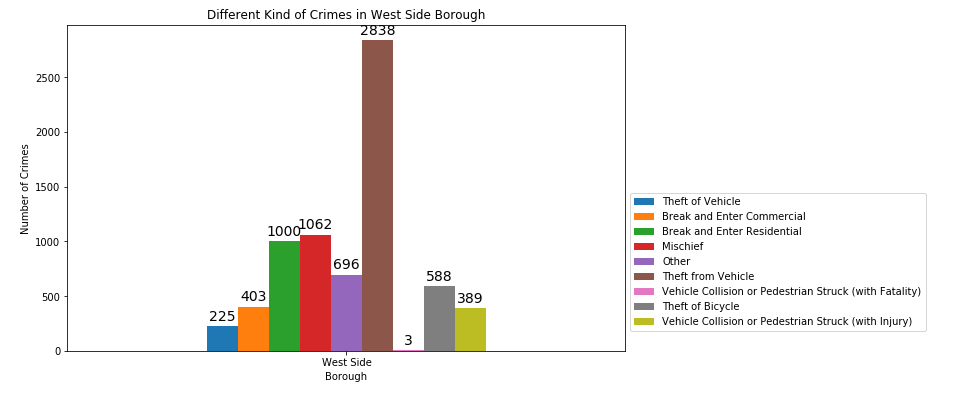 Different Kind of Crimes in West Side Borough
2838
2500
2000
1500
1000
500
0
Number of Crimes
225
403
1000
1062
696
3
588
389
West Side
Borough
Theft of Vehicle
Break and Enter Commercial
Break and Enter Residential
Mischief
Other
Theft from Vehicle
Vehicle Collision or Pedestrian Struck (with Fatality)
Theft of Bicycle
Vehicle Collision or Pedestrian Struck (with Injury)